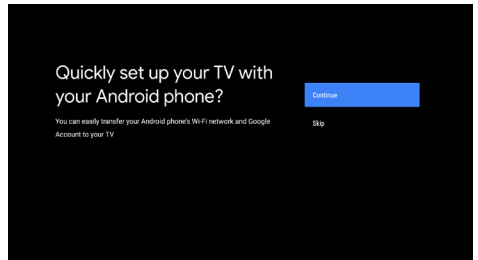 Quickly set up your TV with
your Android phone?
You can easily transfer your Android phone's Wi-Fi network and Google
Account to your TV
Continue
Skip